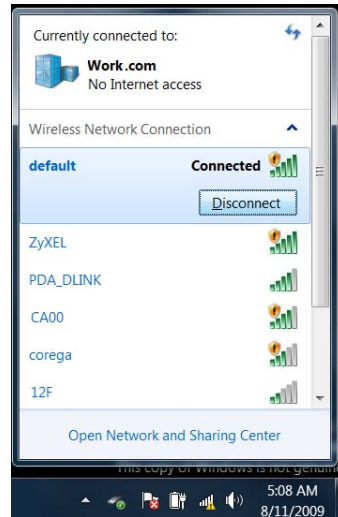 Currently connected to:
Work.com
No Internet access
Wireless Network Connection
default Connected
Disconnect
ZyXEL
PDA_DLINK
CA00
corega
12F
Open Network and Sharing Center
This copy of Windows is not genuine
5:08 AM
8/11/2009